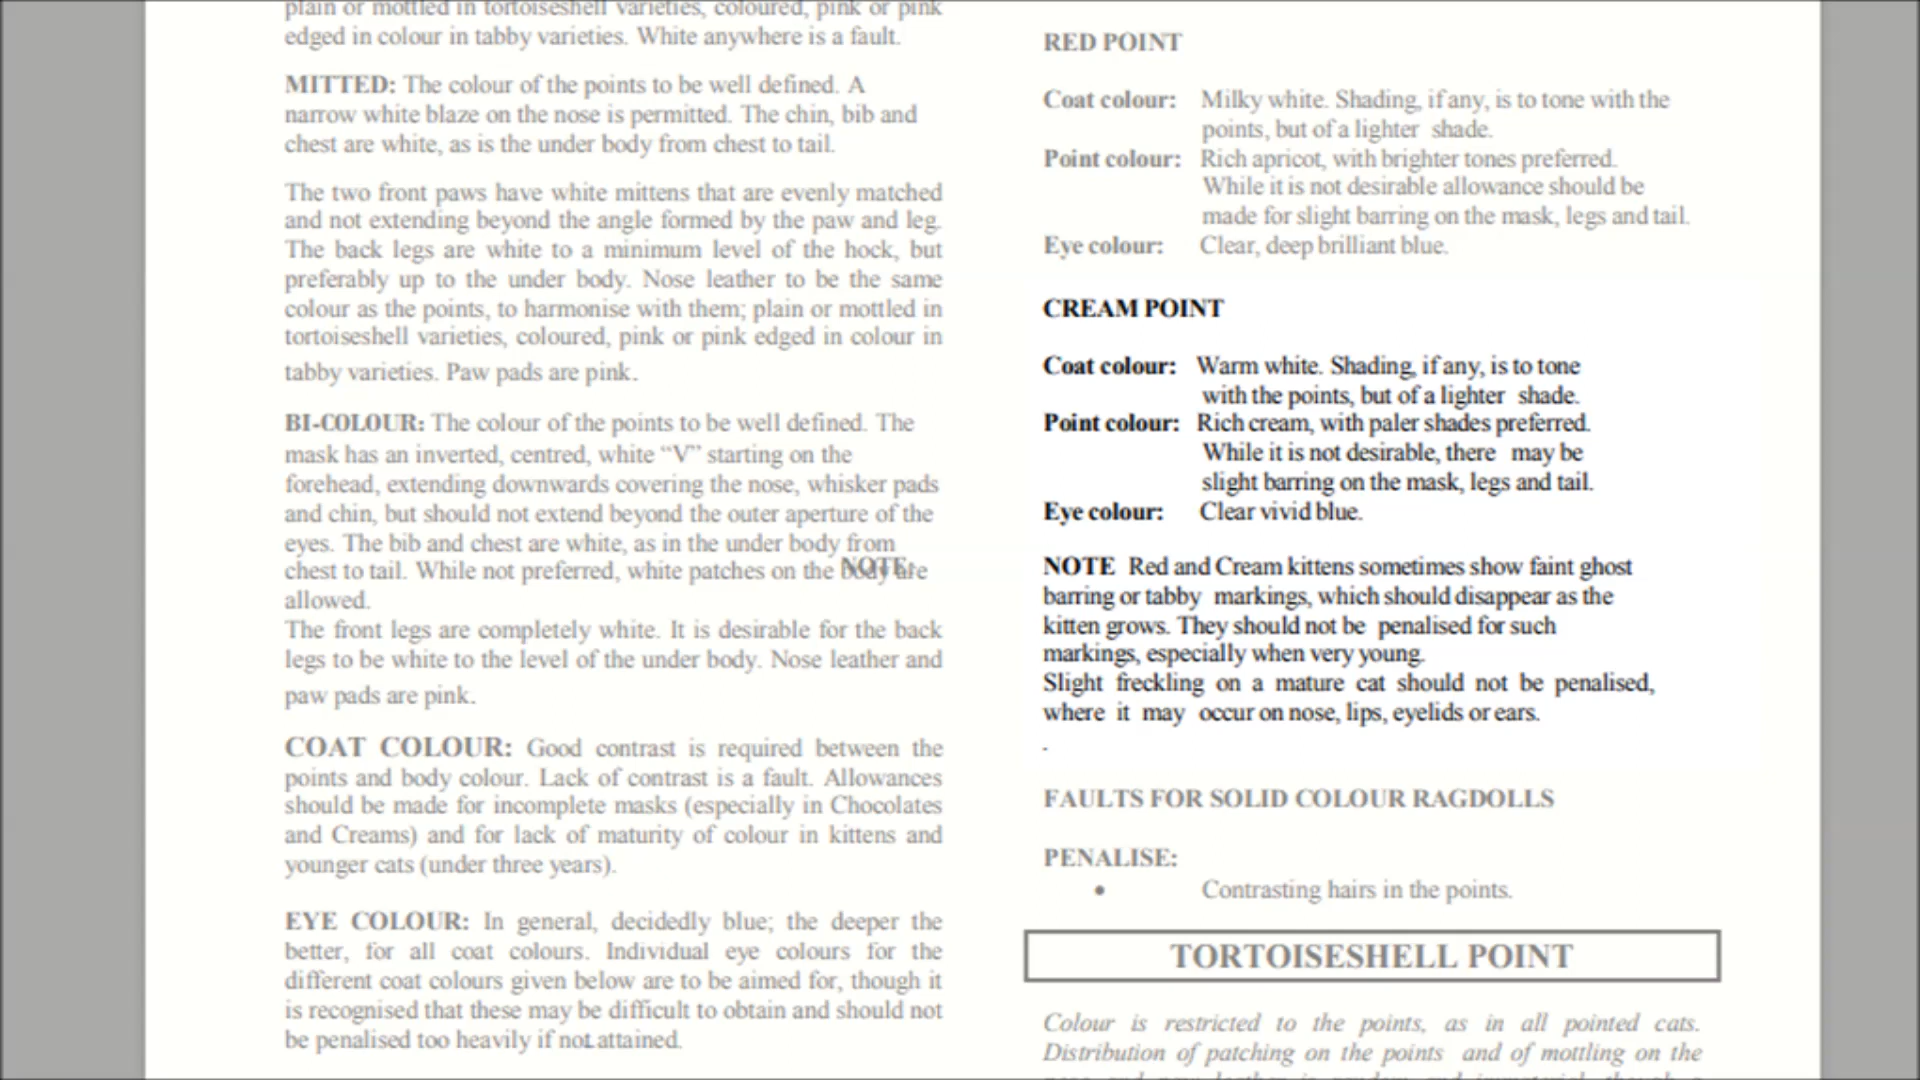 plain or mottled in tortoiseshell varieties, coloured, pink or pink
edged in colour in tabby varieties. White anywhere is a fault.
MITTED: The colour of the points to be well defined. A
narrow white blaze on the nose is permitted. The chin, bib and
chest are white, as is the under body from chest to tail.
The two front paws have white mittens that are evenly matched
and not extending beyond the angle formed by the paw and leg.
The back legs are white to a minimum level of the hock, but
preferably up to the under body. Nose leather to be the same
colour as the points, to harmonise with them; plain or mottled in
tortoiseshell varieties, coloured, pink or pink edged in colour in
tabby varieties. Paw pads are pink.
BI-COLOUR: The colour of the points to be well defined. The
mask has an inverted, centred, white “V” starting on the
forehead, extending downwards covering the nose, whisker pads
and chin, but should not extend beyond the outer aperture of the
eyes. The bib and chest are white, as in the under body from
chest to tail. While not preferred, white patches on the body are
NOTE:
allowed.
The front legs are completely white. It is desirable for the back
legs to be white to the level of the under body. Nose leather and
paw pads are pink.
COAT COLOUR: Good contrast is required between the
points and body colour. Lack of contrast is a fault. Allowances
should be made for incomplete masks (especially in Chocolates
and Creams) and for lack of maturity of colour in kittens and
younger cats (under three years).
EYE COLOUR: In general, decidedly blue; the deeper the
better, for all coat colours. Individual eye colours for the
different coat colours given below are to be aimed for, though it
is recognised that these may be difficult to obtain and should not
be penalised too heavily if not attained.
RED POINT
Coat colour: Milky white. Shading, if any, is to tone with the
points, but of a lighter shade.
Point colour: Rich apricot, with brighter tones preferred.
While it is not desirable allowance should be
made for slight barring on the mask, legs and tail.
Eye colour: Clear, deep brilliant blue.
CREAM POINT
Coat colour: Warm white. Shading, if any, is to tone
with the points, but of a lighter shade.
Point colour: Rich cream, with paler shades preferred.
While it is not desirable, there may be
slight barring on the mask, legs and tail.
Eye colour: Clear vivid blue.
NOTE Red and Cream kittens sometimes show faint ghost
barring or tabby markings, which should disappear as the
kitten grows. They should not be penalised for such
markings, especially when very young.
Slight freckling on a mature cat should not be penalised,
where it may occur on nose, lips, eyelids or ears.
.
FAULTS FOR SOLID COLOUR RAGDOLLS
PENALISE:
• Contrasting hairs in the points.
TORTOISESHELL POINT
Colour is restricted to the points, as in all pointed cats.
Distribution of patching on the points and of mottling on the